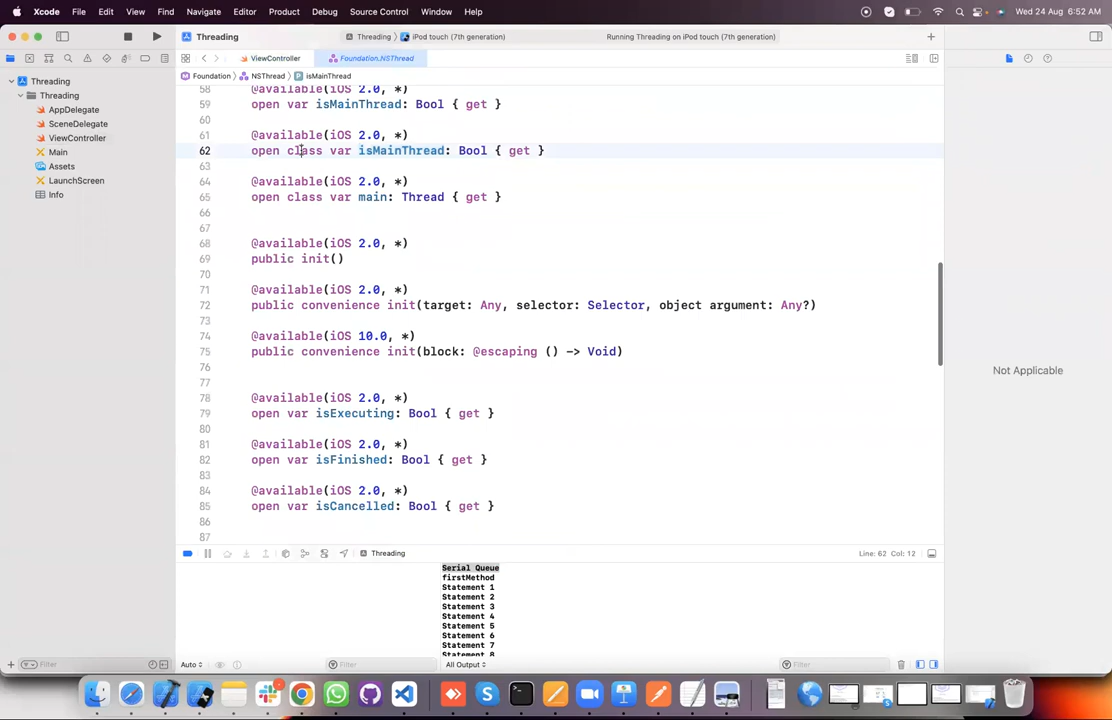 Xcode File Edit View Find Navigate Editor Product Debug Source Control Window Help Wed 24 Aug 6:52 AM
Threading Threading iPod touch (7th generation) Running Threading on iPod touch (7th generation)
ViewController Foundation.NSThread
Foundation NSThread isMainThread
Threading
Threading
AppDelegate
SceneDelegate
ViewController
Main
Assets
LaunchScreen
Info
58 @available(iOS 2.0, *)
59 open var isMainThread: Bool { get }
60
61 @available(iOS 2.0, *)
62 open class var isMainThread: Bool { get }
63
64 @available(iOS 2.0, *)
65 open class var main: Thread { get }
66
67
68 @available(iOS 2.0, *)
69 public init()
70
71 @available(iOS 2.0, *)
72 public convenience init(target: Any, selector: Selector, object argument: Any?)
73
74 @available(iOS 10.0, *)
75 public convenience init(block: @escaping () -> Void)
76
77
78 @available(iOS 2.0, *)
79 open var isExecuting: Bool { get }
80
81 @available(iOS 2.0, *)
82 open var isFinished: Bool { get }
83
84 @available(iOS 2.0, *)
85 open var isCancelled: Bool { get }
86
87
Not Applicable
Threading Line: 62 Col: 12
Serial Queue
firstMethod
Statement 1
Statement 2
Statement 3
Statement 4
Statement 5
Statement 6
Statement 7
Statement 8
Filter Auto Filter All Output Filter